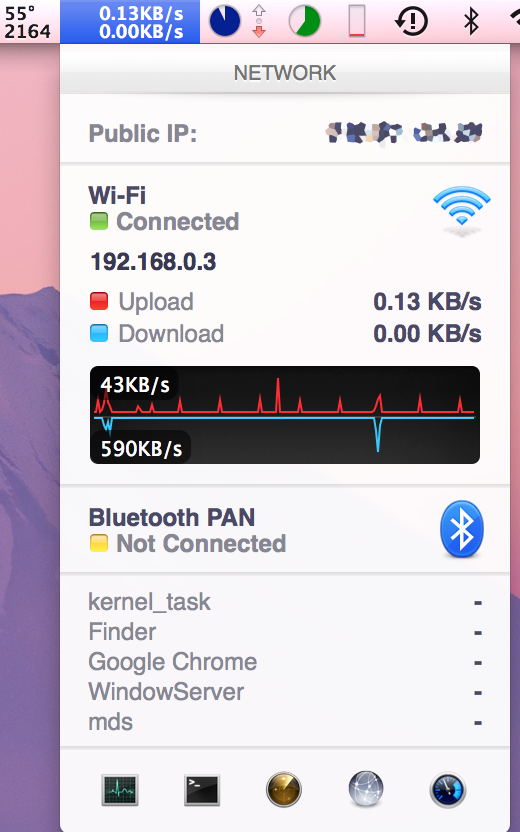 55°
2164
0.13KB/s
0.00KB/s
NETWORK
Public IP:
Wi-Fi
Connected
192.168.0.3
Upload 0.13 KB/s
Download 0.00 KB/s
43KB/s
590KB/s
Bluetooth PAN
Not Connected
kernel_task -
Finder -
Google Chrome -
WindowServer -
mds -